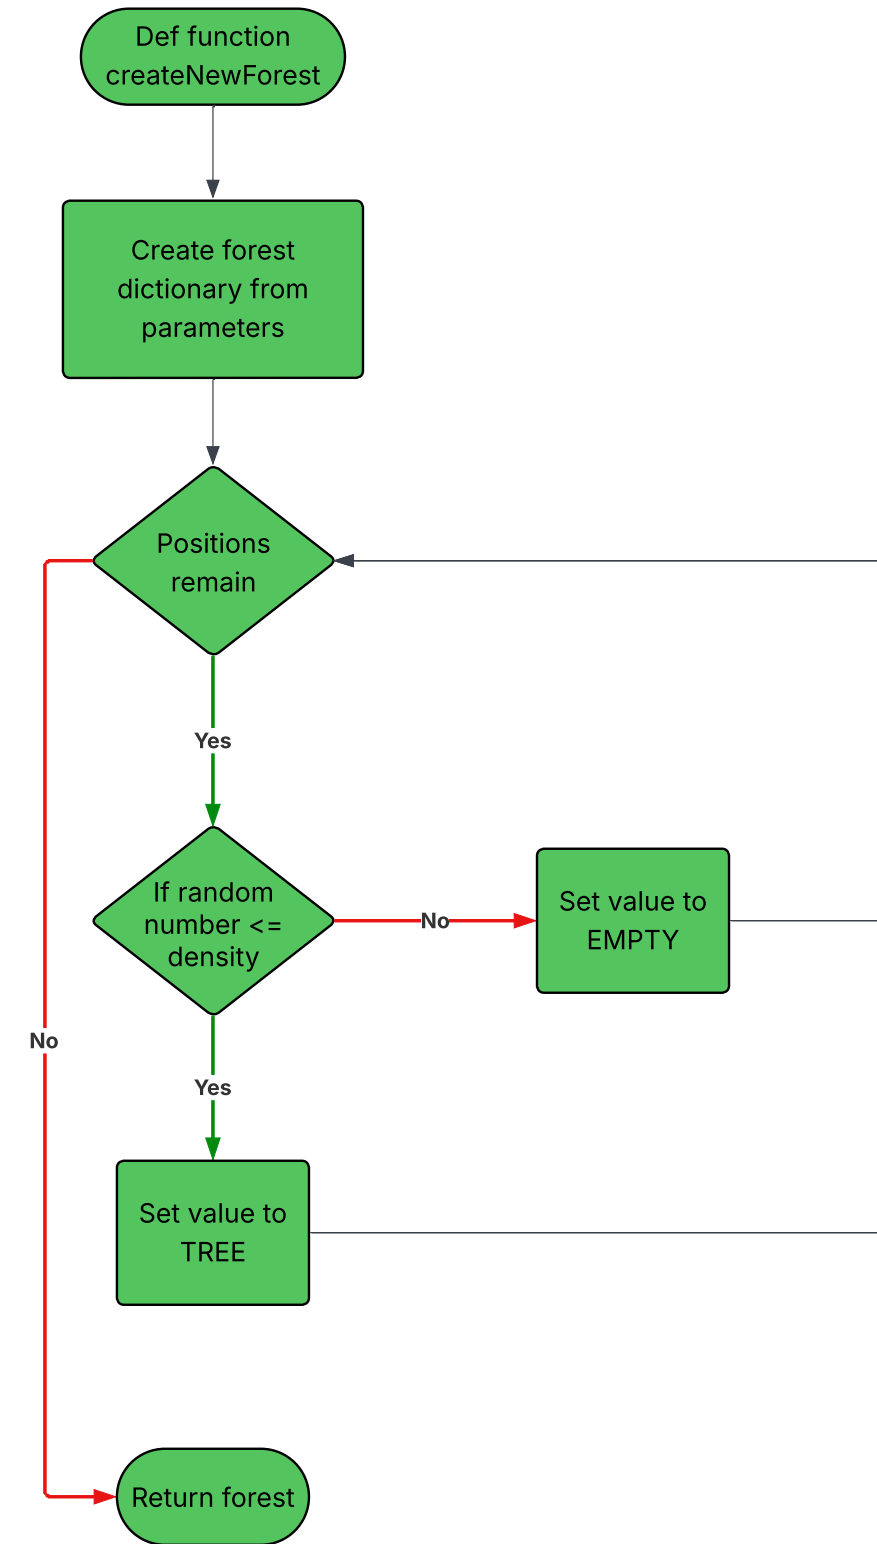 Def function
createNewForest
Create forest
dictionary from
parameters
Positions
remain
Yes
If random
number <=
density
No
Set value to
EMPTY
No
Yes
Set value to
TREE
Return forest